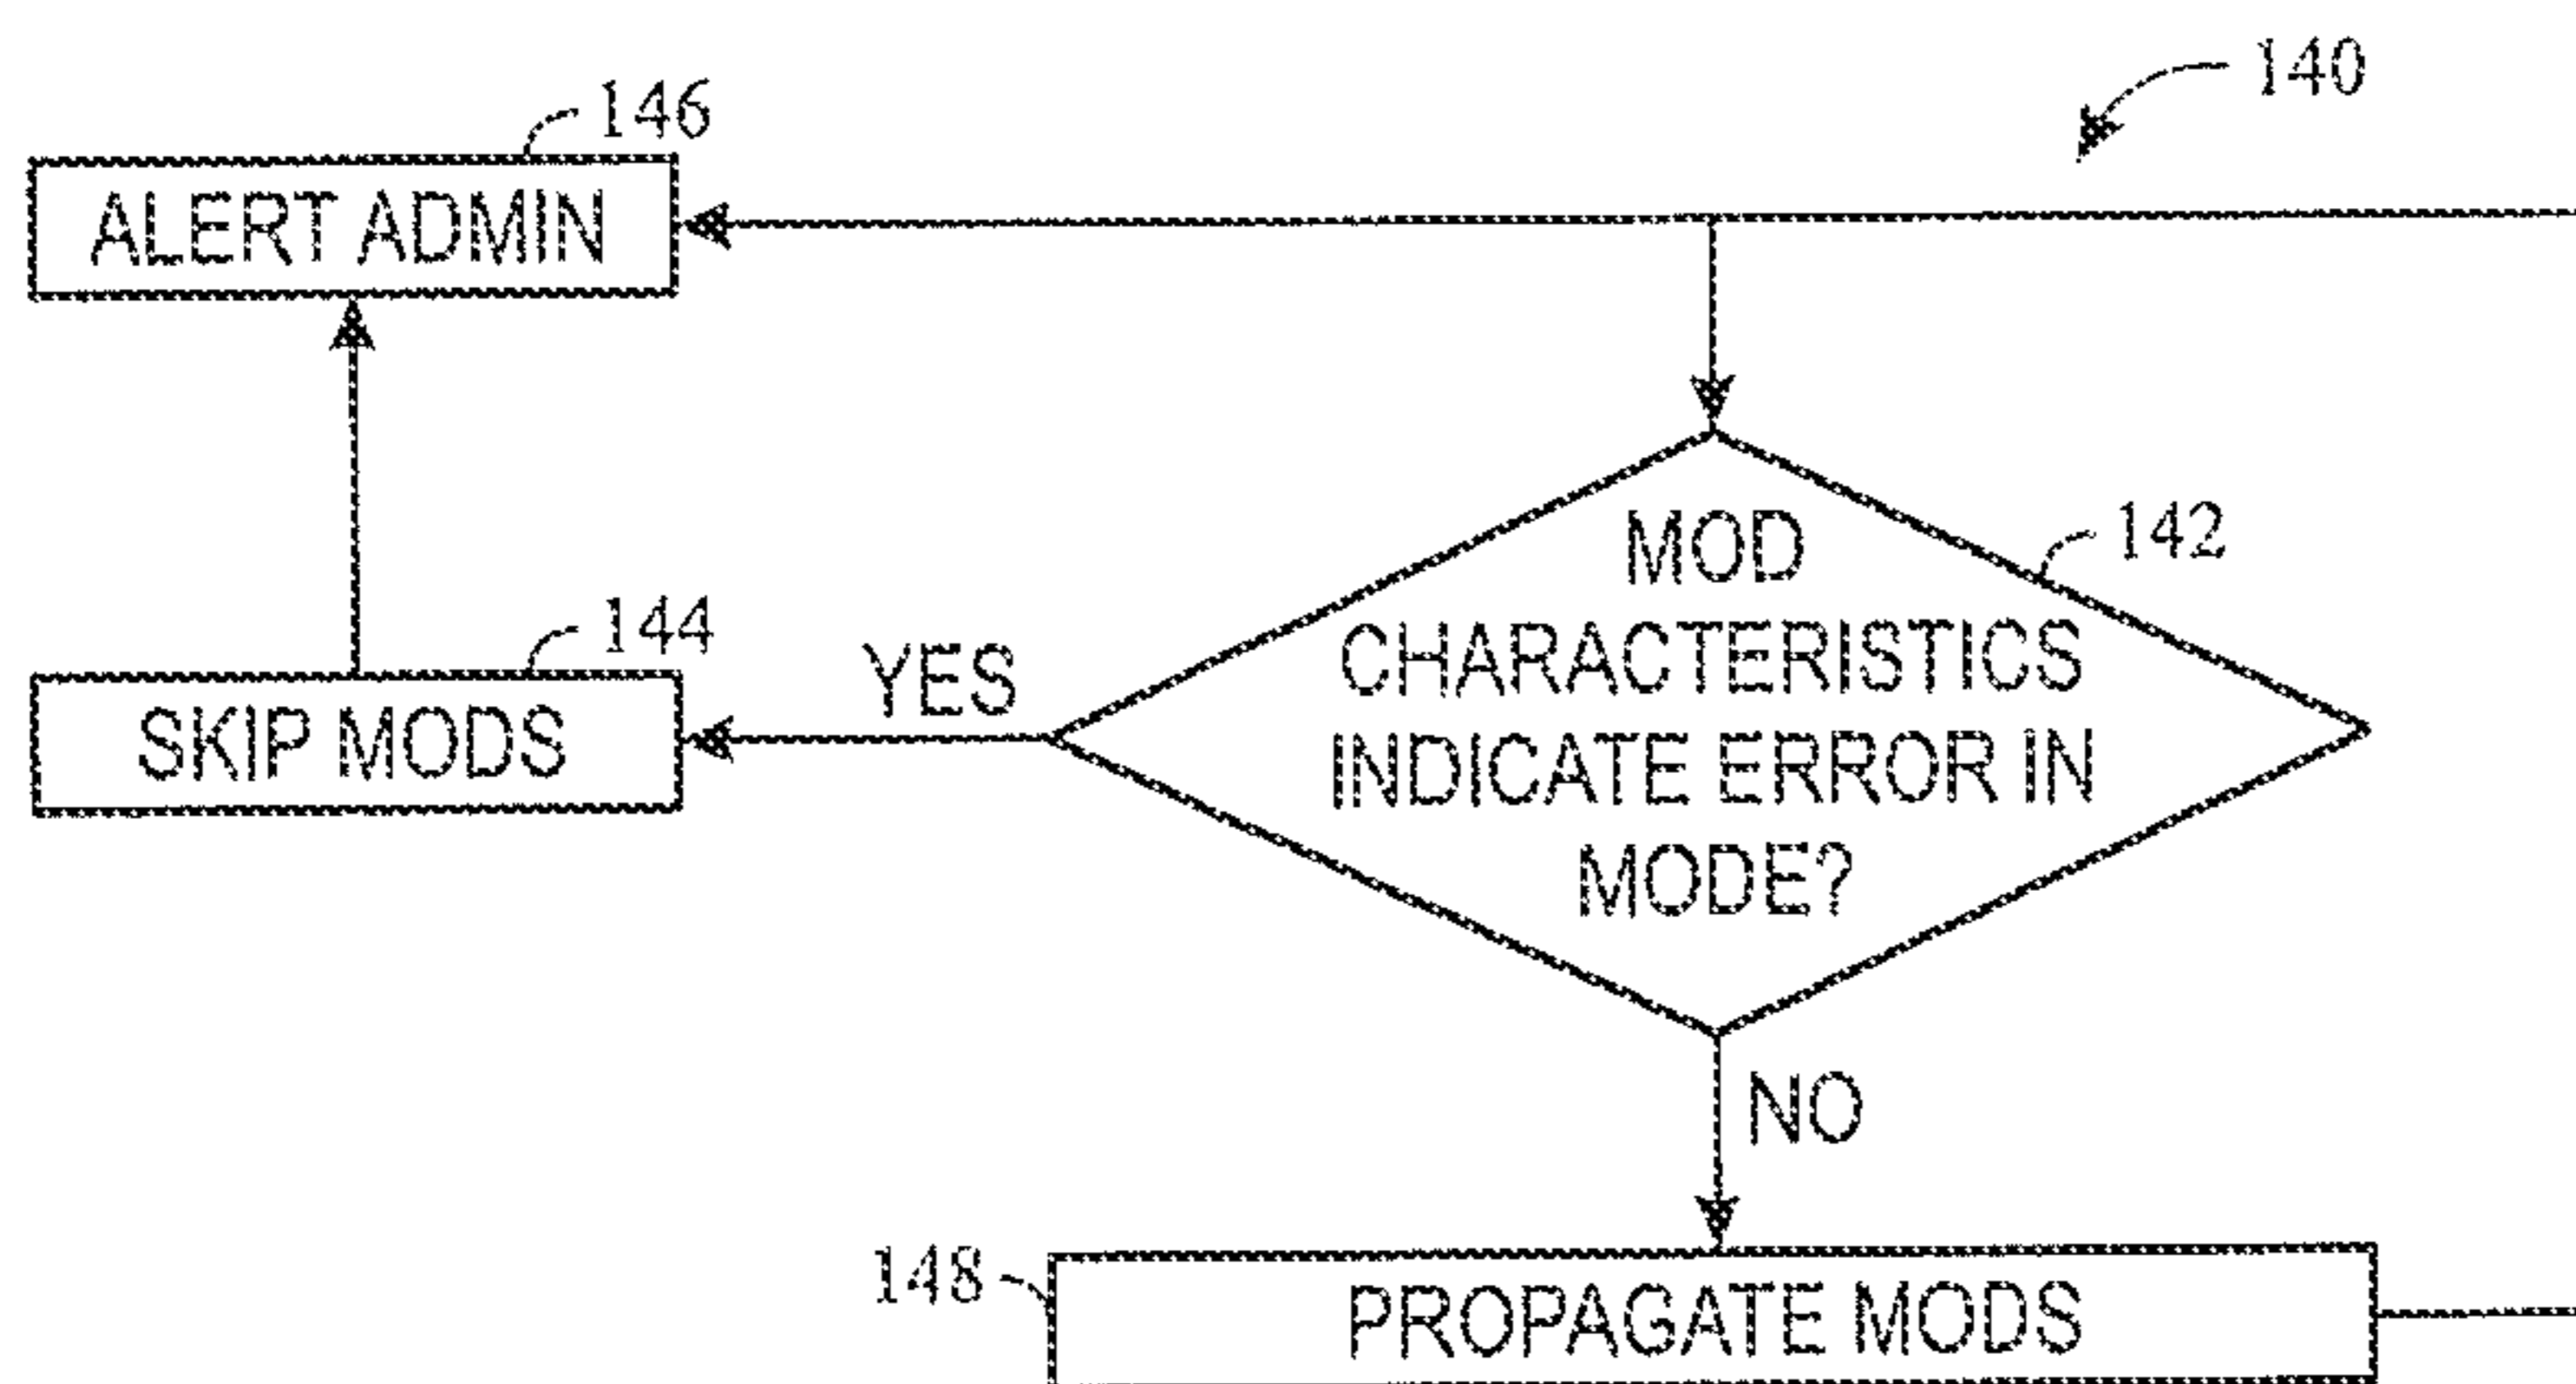 140
146
ALERT ADMIN
142
MOD
CHARACTERISTICS
INDICATE ERROR IN
MODE?
YES
144
SKIP MODS
NO
148
PROPAGATE MODS